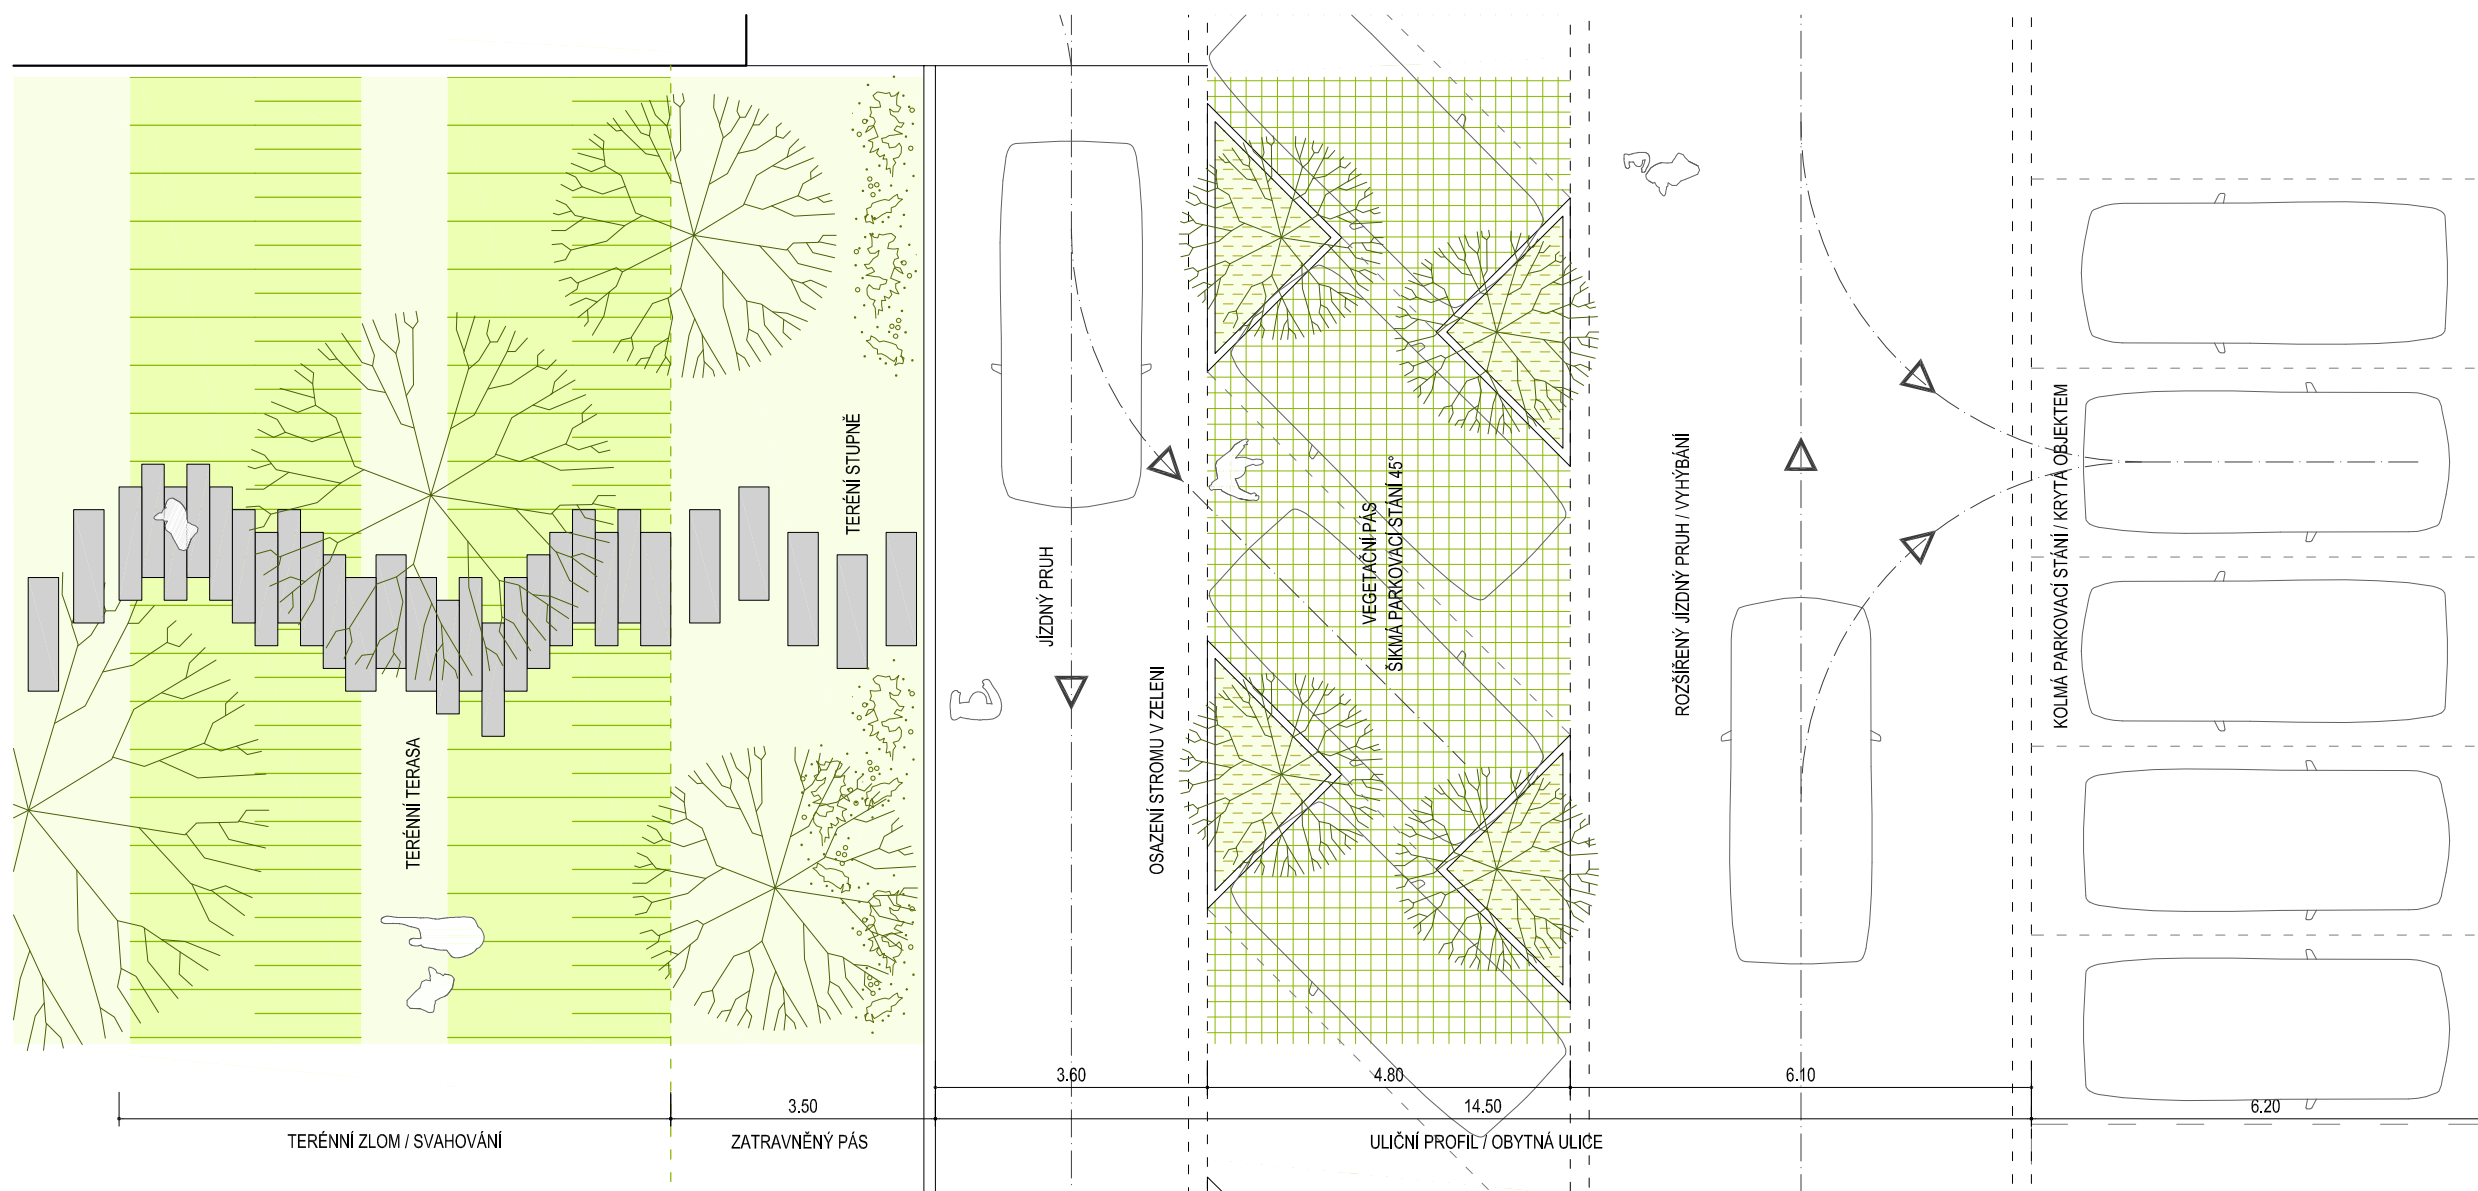 TERÉNÍ STUPNĚ
TERÉNNÍ TERASA
JÍZDNÝ PRUH
OSAZENÍ STROMU V ZELENI
VEGETAČNÍ PÁS
ŠIKMÁ PARKOVACÍ STÁNÍ 45°
ROZŠÍŘENÝ JÍZDNÝ PRUH / VYHÝBÁNÍ
KOLMÁ PARKOVACÍ STÁNÍ / KRYTÁ OBJEKTEM
3.60
4.80
6.10
3.50
14.50
6.20
TERÉNNÍ ZLOM / SVAHOVÁNÍ
ZATRAVNĚNÝ PÁS
ULIČNÍ PROFIL / OBYTNÁ ULICE